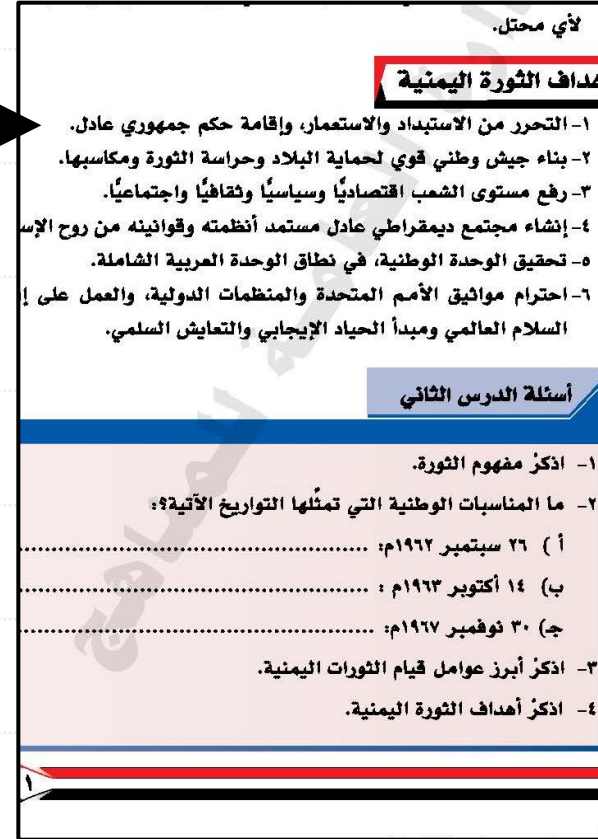 لأي محتل.
هداف الثورة اليمنية
١- التحرر من الاستبداد والاستعمار، وإقامة حكم جمهوري عادل.
٢- بناء جيش وطني قوي لحماية البلاد وحراسة الثورة ومكاسبها.
٣- رفع مستوى الشعب اقتصاديًّا وسياسيًّا وثقافيًّا واجتماعيًّا.
٤- إنشاء مجتمع ديمقراطي عادل مستمد أنظمته وقوانينه من روح الإس
٥- تحقيق الوحدة الوطنية، في نطاق الوحدة العربية الشاملة.
٦- احترام مواثيق الأمم المتحدة والمنظمات الدولية، والعمل على إ
السلام العالمي ومبدأ الحياد الإيجابي والتعايش السلمي.
أسئلة الدرس الثاني
١- اذكرْ مفهوم الثورة.
٢- ما المناسبات الوطنية التي تمثِّلها التواريخ الآتية؟:
أ ) ٢٦ سبتمبر ١٩٦٢م: ................................................
ب) ١٤ أكتوبر ١٩٦٣م : ................................................
جـ) ٣٠ نوفمبر ١٩٦٧م: ................................................
٣- اذكرْ أبرز عوامل قيام الثورات اليمنية.
٤- اذكرْ أهداف الثورة اليمنية.
١